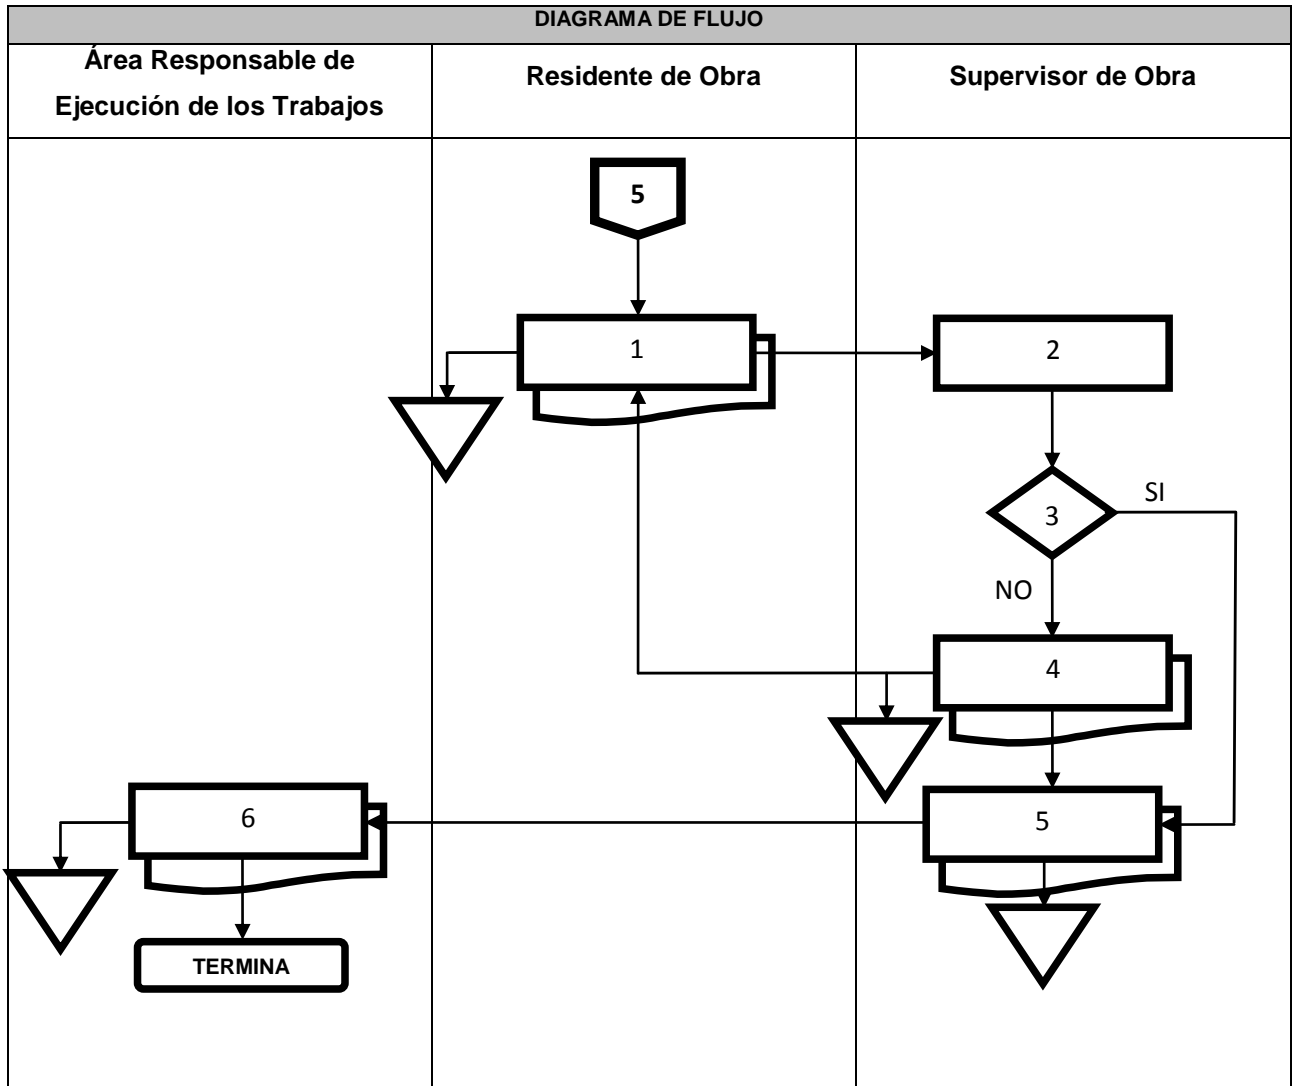 DIAGRAMA DE FLUJO
Área Responsable de
Ejecución de los Trabajos
Residente de Obra
Supervisor de Obra
5
1
2
3
SI
NO
4
5
6
TERMINA